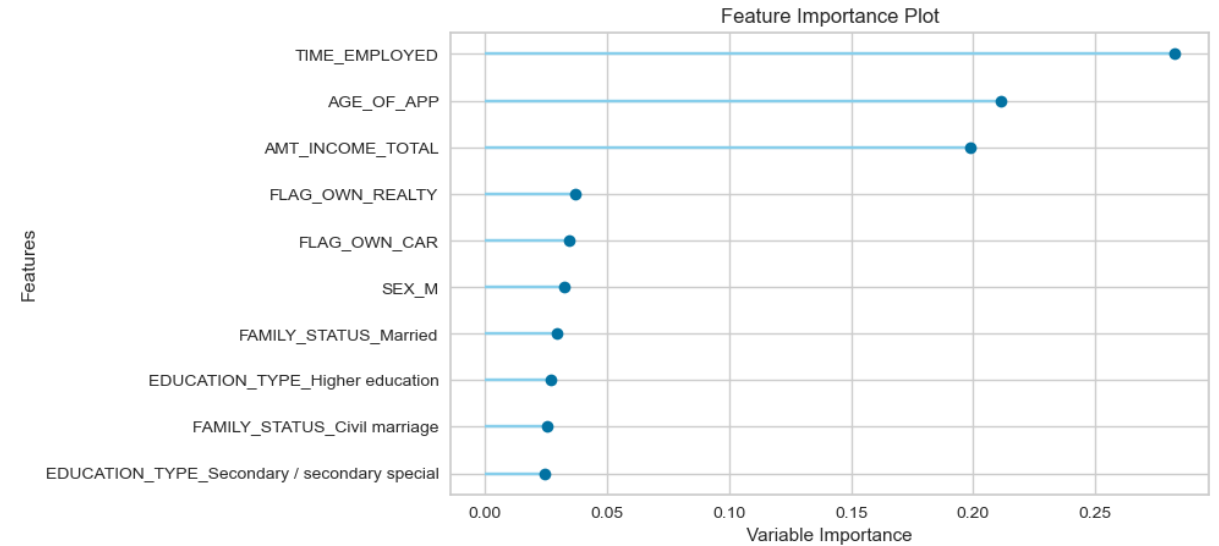 Feature Importance Plot
TIME_EMPLOYED
AGE_OF_APP
AMT_INCOME_TOTAL
FLAG_OWN_REALTY
FLAG_OWN_CAR
SEX_M
FAMILY_STATUS_Married
EDUCATION_TYPE_Higher education
FAMILY_STATUS_Civil marriage
EDUCATION_TYPE_Secondary / secondary special
Features
0.00 0.05 0.10 0.15 0.20 0.25
Variable Importance